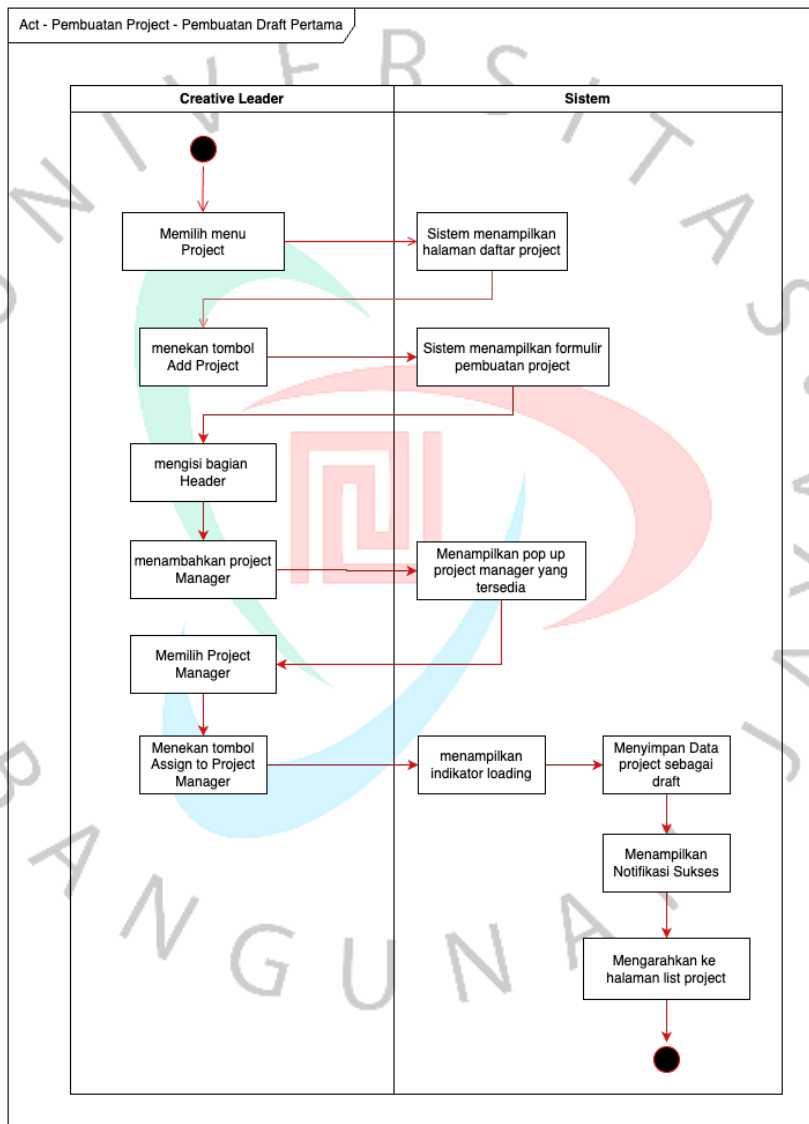 Act - Pembuatan Project - Pembuatan Draft Pertama
Creative Leader
Sistem
Memilih menu
Project
Sistem menampilkan
halaman daftar project
menekan tombol
Add Project
Sistem menampilkan formulir
pembuatan project
mengisi bagian
Header
menambahkan project
Manager
Menampilkan pop up
project manager yang
tersedia
Memilih Project
Manager
Menekan tombol
Assign to Project
Manager
menampilkan
indikator loading
Menyimpan Data
project sebagai
draft
Menampilkan
Notifikasi Sukses
Mengarahkan ke
halaman list project
UNIVERSITAS
BANGUNAN